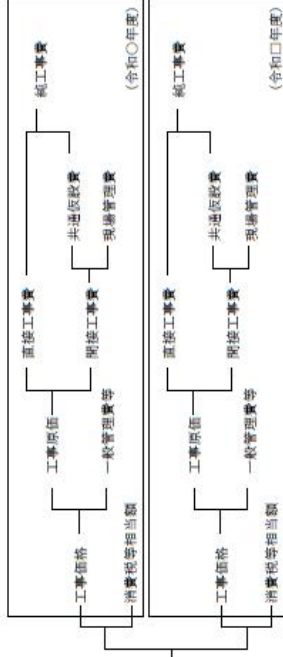 純工事費
共通仮設費
現場管理費
直接工事費
間接工事費
工事原価
一般管理費等
工事価格
消費税等相当額
(令和〇年度)
純工事費
共通仮設費
現場管理費
直接工事費
間接工事費
工事原価
一般管理費等
工事価格
消費税等相当額
(令和□年度)